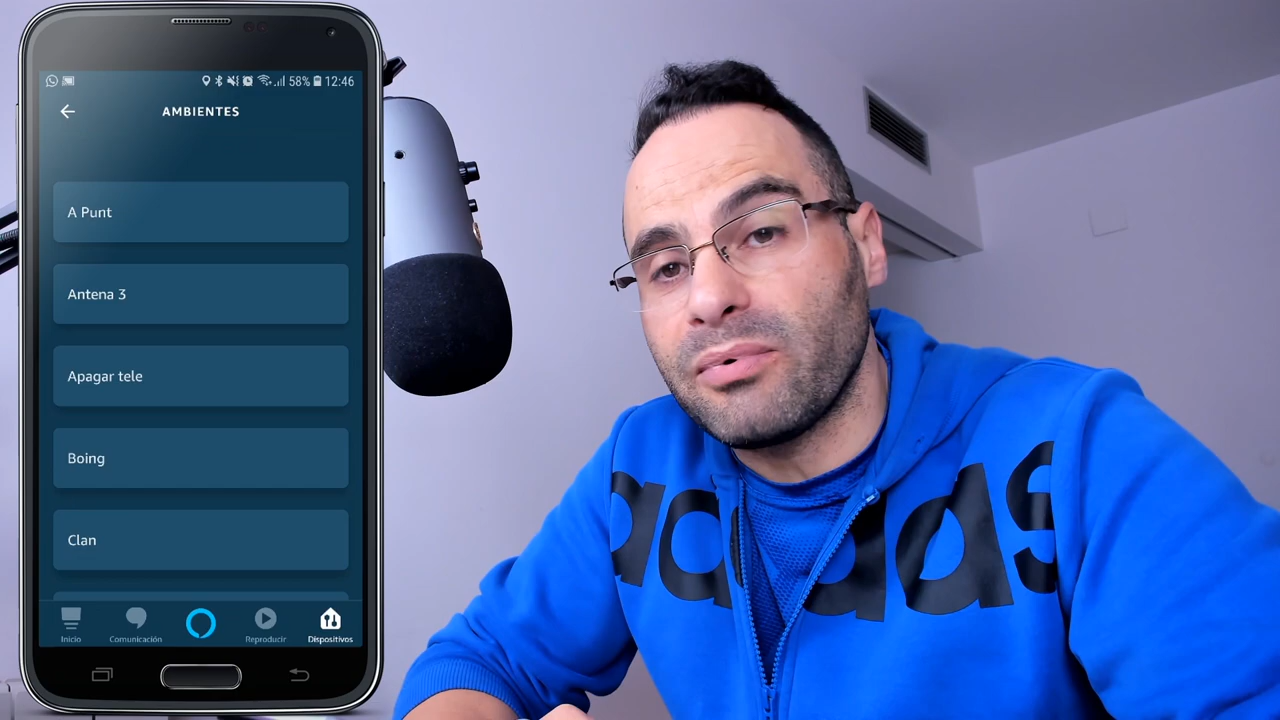 58% 12:46
AMBIENTES
A Punt
Antena 3
Apagar tele
Boing
Clan
Inicio
Comunicación
Reproducir
Dispositivos
adidas